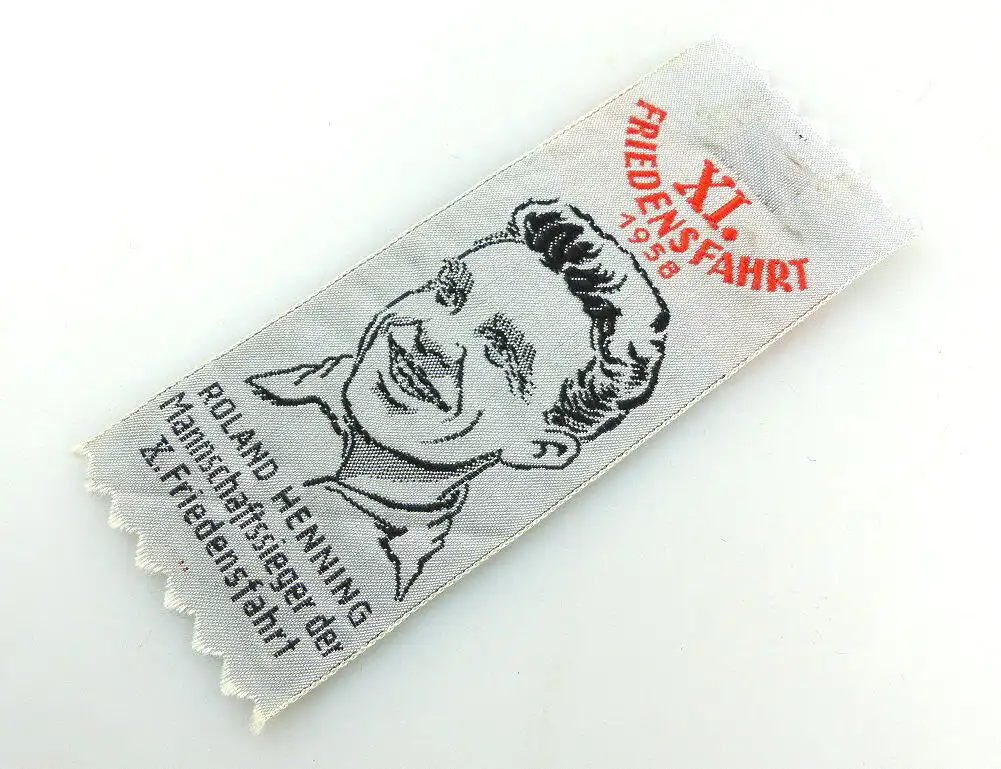 XI.
FRIEDENSFAHRT
1958
ROLAND HENNING
Mannschaftssieger der
X. Friedensfahrt